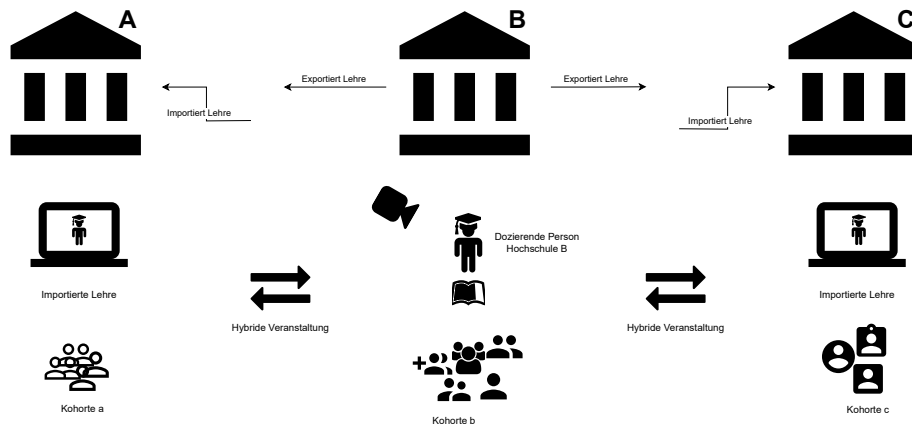 A
B
C
Exportiert Lehre
Exportiert Lehre
Importiert Lehre
Importiert Lehre
Dozierende Person
Hochschule B
Importierte Lehre
Importierte Lehre
Hybride Veranstaltung
Hybride Veranstaltung
Kohorte a
Kohorte b
Kohorte c